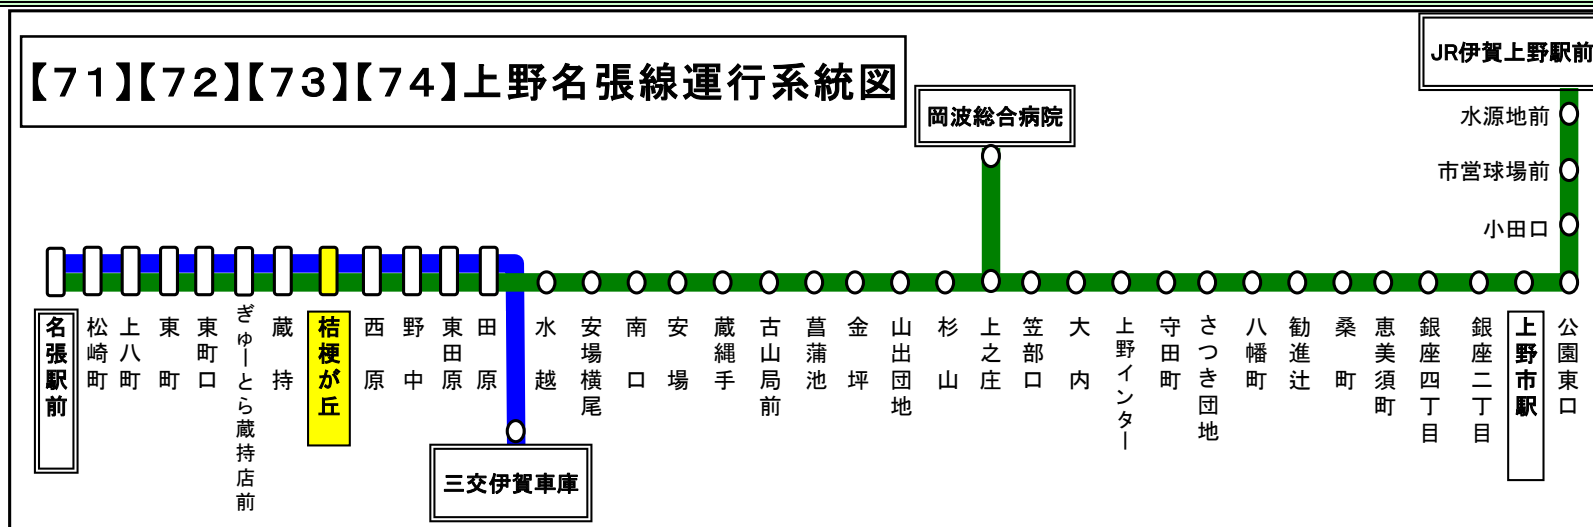 【71】【72】【73】【74】上野名張線運行系統図
JR伊賀上野駅前
岡波総合病院
水源地前
市営球場前
小田口
名張駅前
松崎町
上八町
東町
東町口
ぎゅーとら蔵持店前
蔵持
桔梗が丘
西原
野中
東田原
田原
水越
安場横尾
南口
安場
蔵縄手
古山局前
菖蒲池
金坪
山出団地
杉山
上之庄
笠部口
大内
上野インター
守田町
さつき団地
八幡町
勧進辻
桑町
恵美須町
銀座四丁目
銀座二丁目
上野市駅
公園東口
三交伊賀車庫